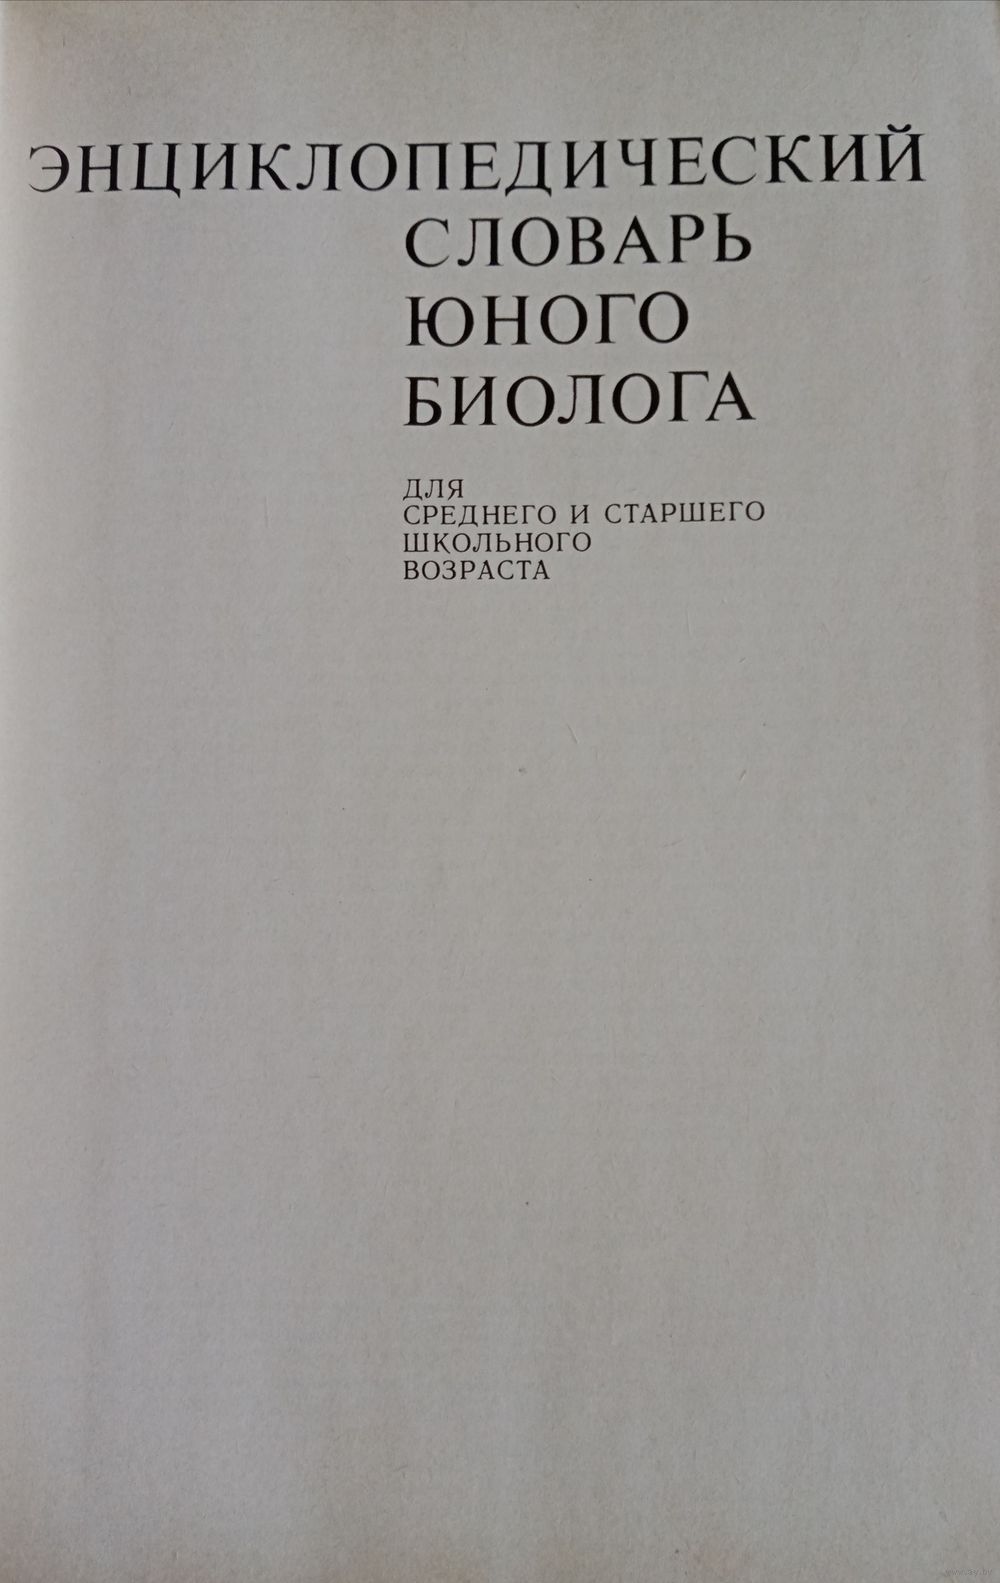 ЭНЦИКЛОПЕДИЧЕСКИЙ
СЛОВАРЬ
ЮНОГО
БИОЛОГА
ДЛЯ
СРЕДНЕГО И СТАРШЕГО
ШКОЛЬНОГО
ВОЗРАСТА